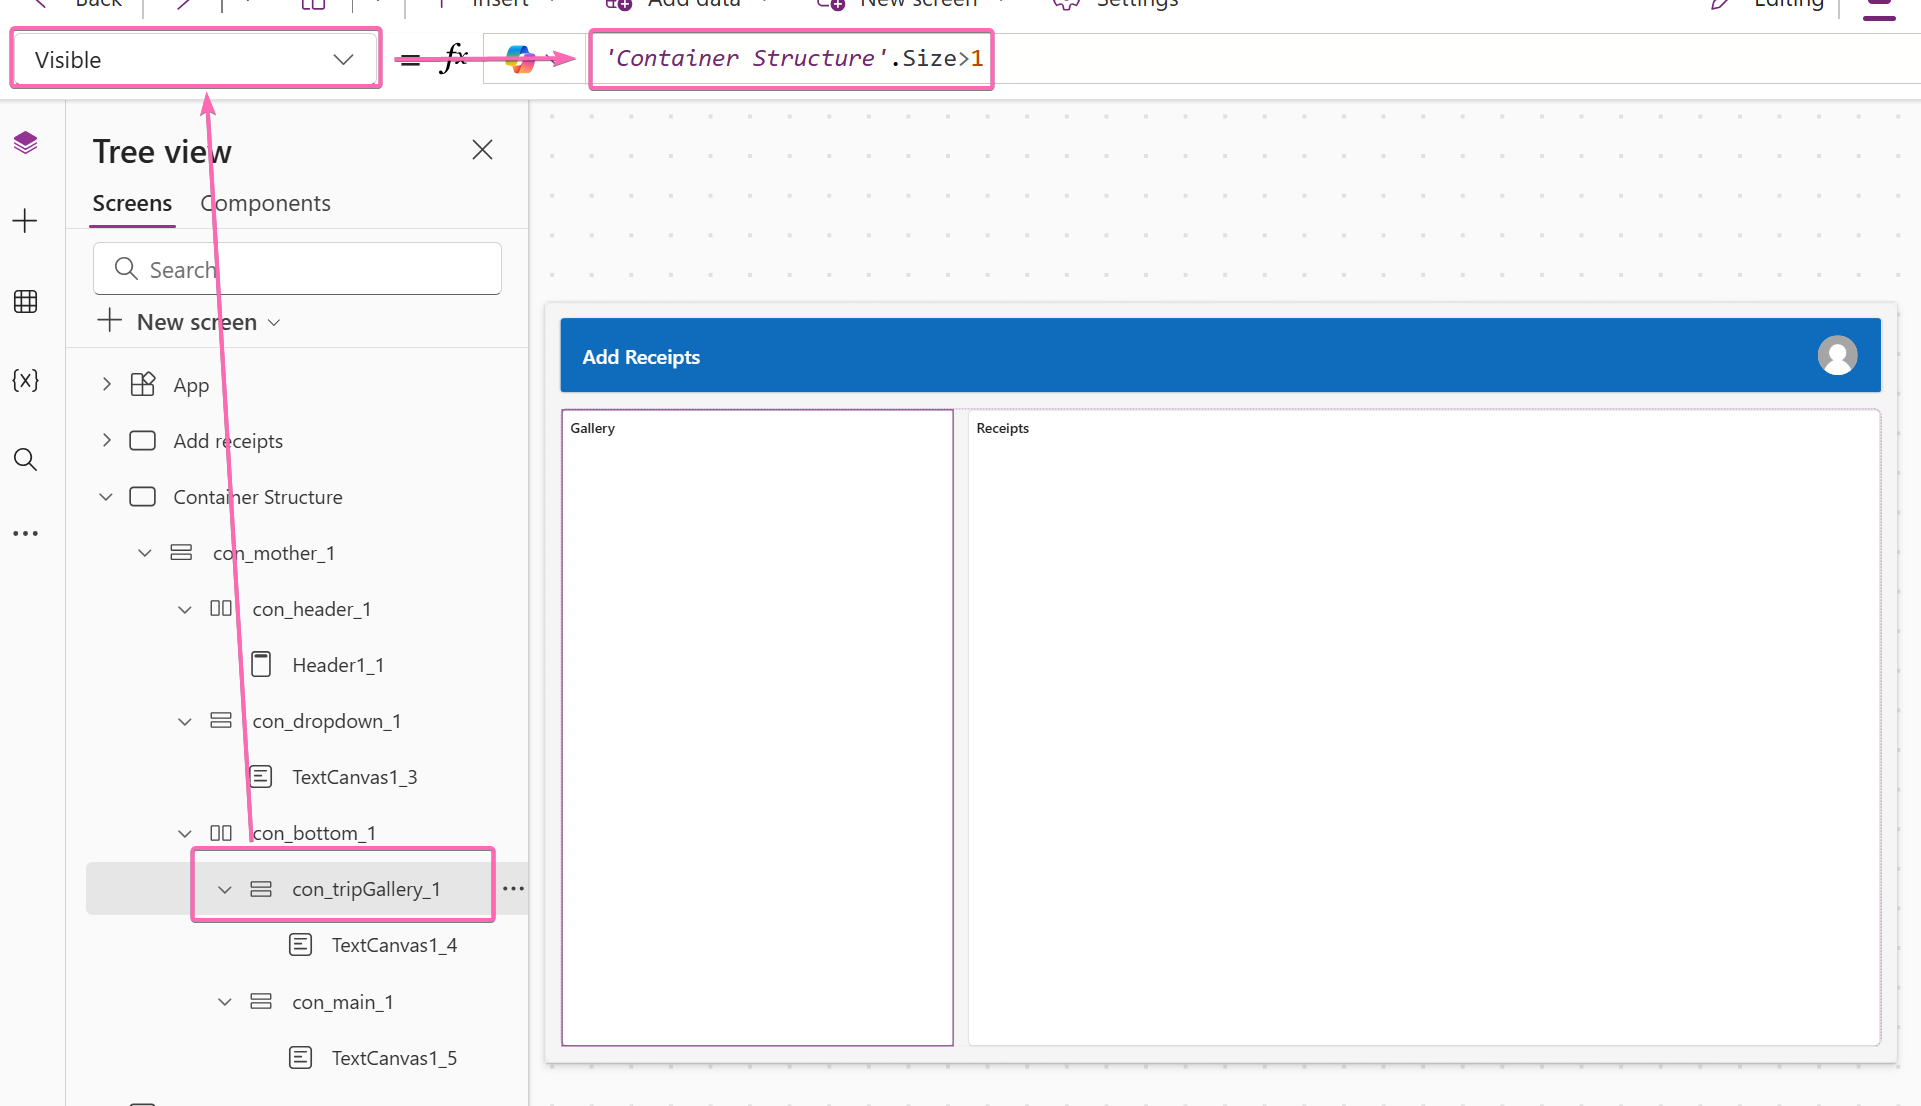 Back
Insert
Add data
New screen
Settings
Editing
Visible
= fx
'Container Structure'.Size>1
Tree view
Screens
Components
Search
New screen
App
Add receipts
Container Structure
con_mother_1
con_header_1
Header1_1
con_dropdown_1
TextCanvas1_3
con_bottom_1
con_tripGallery_1
TextCanvas1_4
con_main_1
TextCanvas1_5
Add Receipts
Gallery
Receipts